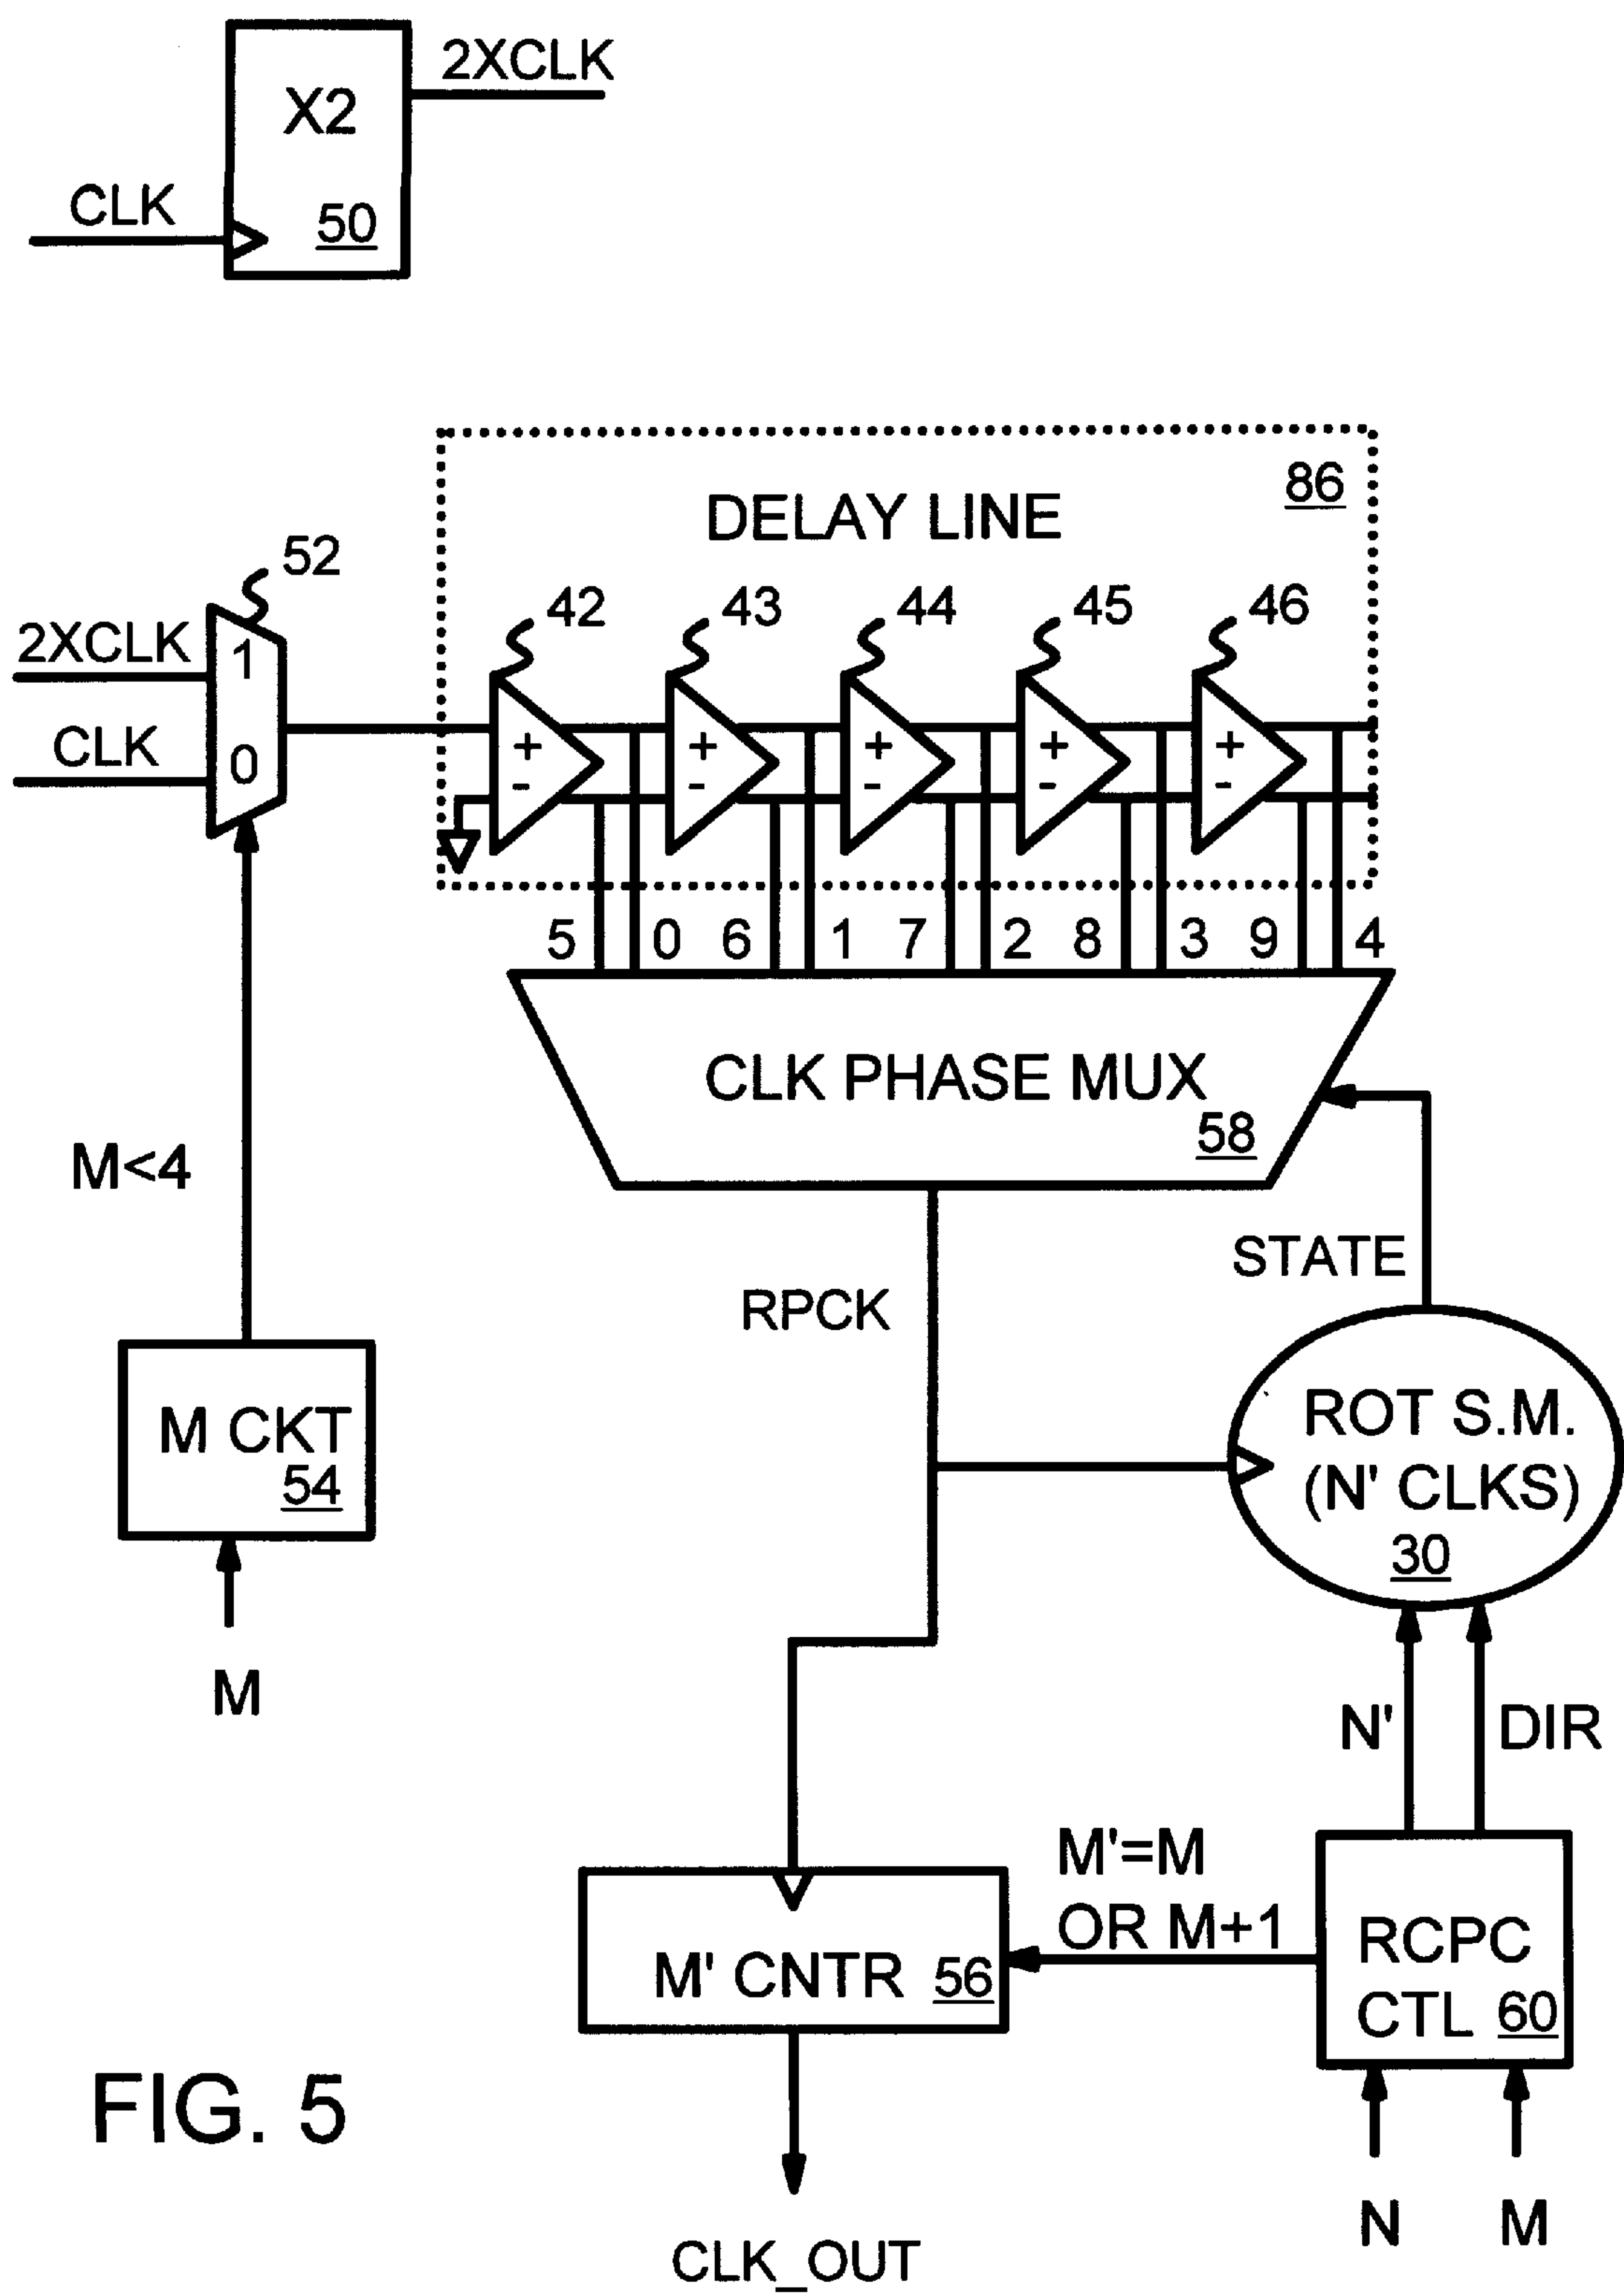 2XCLK
X2
CLK
50
DELAY LINE
86
52
42 43 44 45 46
2XCLK
1
CLK
0
+ + + + +
- - - - -
5 0 6 1 7 2 8 3 9 4
CLK PHASE MUX
58
M<4
STATE
RPCK
M CKT
54
ROT S.M.
(N' CLKS)
30
M
N' DIR
M'=M
OR M+1
M' CNTR 56
RCPC
CTL 60
FIG. 5
N M
CLK_OUT